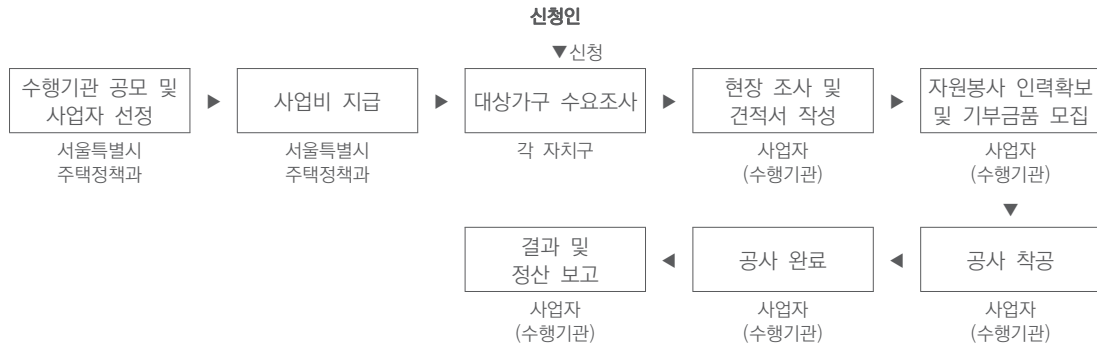 신청인
▼신청
수행기관 공모 및
사업자 선정
▶
사업비 지급
▶
대상가구 수요조사
▶
현장 조사 및
견적서 작성
▶
자원봉사 인력확보
및 기부금품 모집
서울특별시
주택정책과
서울특별시
주택정책과
각 자치구
사업자
(수행기관)
사업자
(수행기관)
▼
결과 및
정산 보고
◀
공사 완료
◀
공사 착공
사업자
(수행기관)
사업자
(수행기관)
사업자
(수행기관)